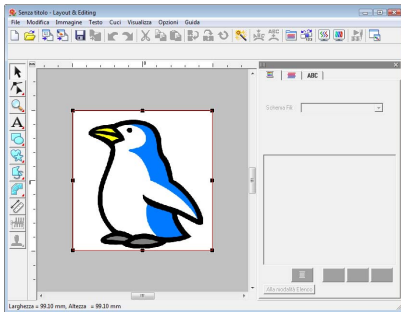 Senza titolo - Layout & Editing
File Modifica Immagine Testo Cuci Visualizza Opzioni Guida
ABC
Schema Fili
Alla modalità Elenco
Larghezza = 99.10 mm, Altezza = 99.10 mm